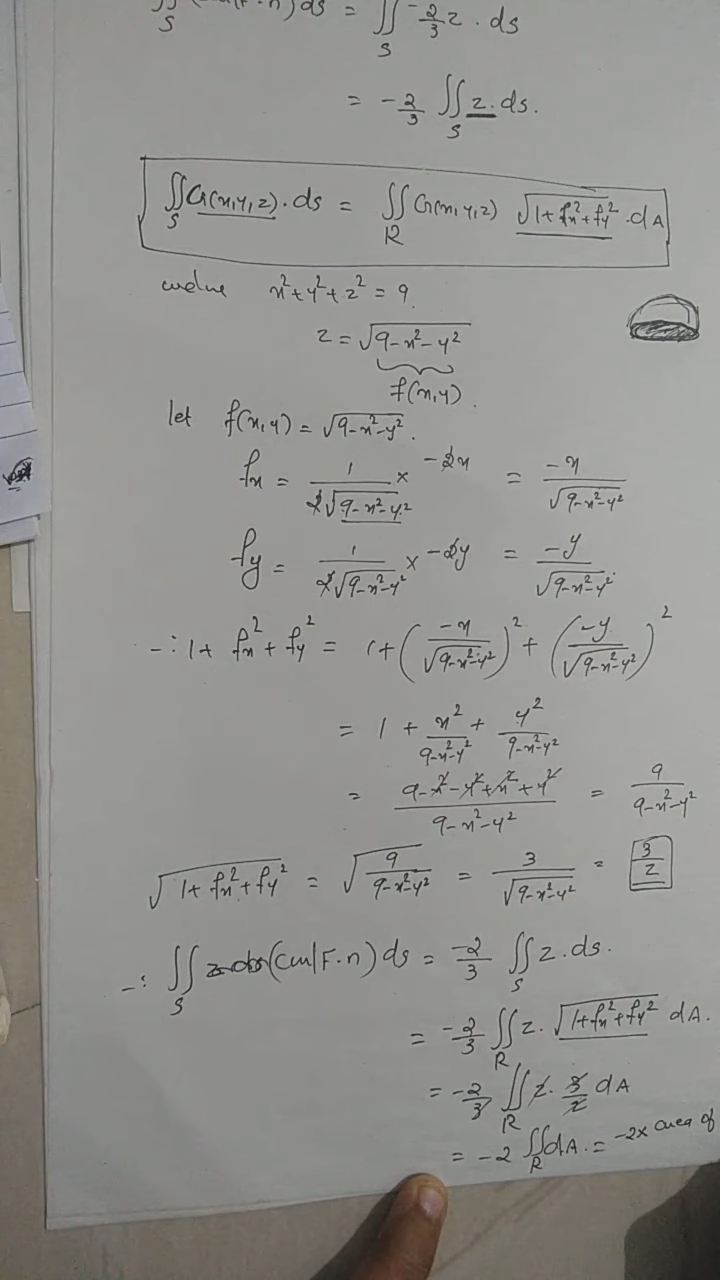 ∬_S (curl F·n) ds = ∬_S -2/3 z . ds
= -2/3 ∬_S z. ds.
∬_S G(x,y,z). ds = ∬_R G(x,y,z) √(1+fx²+fy²) .dA
x²+y²+z² = 9
z = √(9-x²-y²)
f(x,y).
let f(x,y) = √(9-x²-y²).
fx = 1/(2√(9-x²-y²)) × -2x = -x/√(9-x²-y²)
fy = 1/(2√(9-x²-y²)) × -2y = -y/√(9-x²-y²)
∴ 1+ fx² + fy² = 1+(-x/√(9-x²-y²))² + (-y/√(9-x²-y²))²
= 1 + x²/(9-x²-y²) + y²/(9-x²-y²)
= (9-x²-y²+x²+y²)/(9-x²-y²) = 9/(9-x²-y²)
√(1+fx²+fy²) = √(9/(9-x²-y²)) = 3/√(9-x²-y²) = 3/z
∴ ∬_S (curl F·n) ds = -2/3 ∬_S z. ds.
= -2/3 ∬_R z. √(1+fx²+fy²) dA.
= -2/3 ∬_R z. 3/z dA
= -2 ∬_R dA. = -2× area of